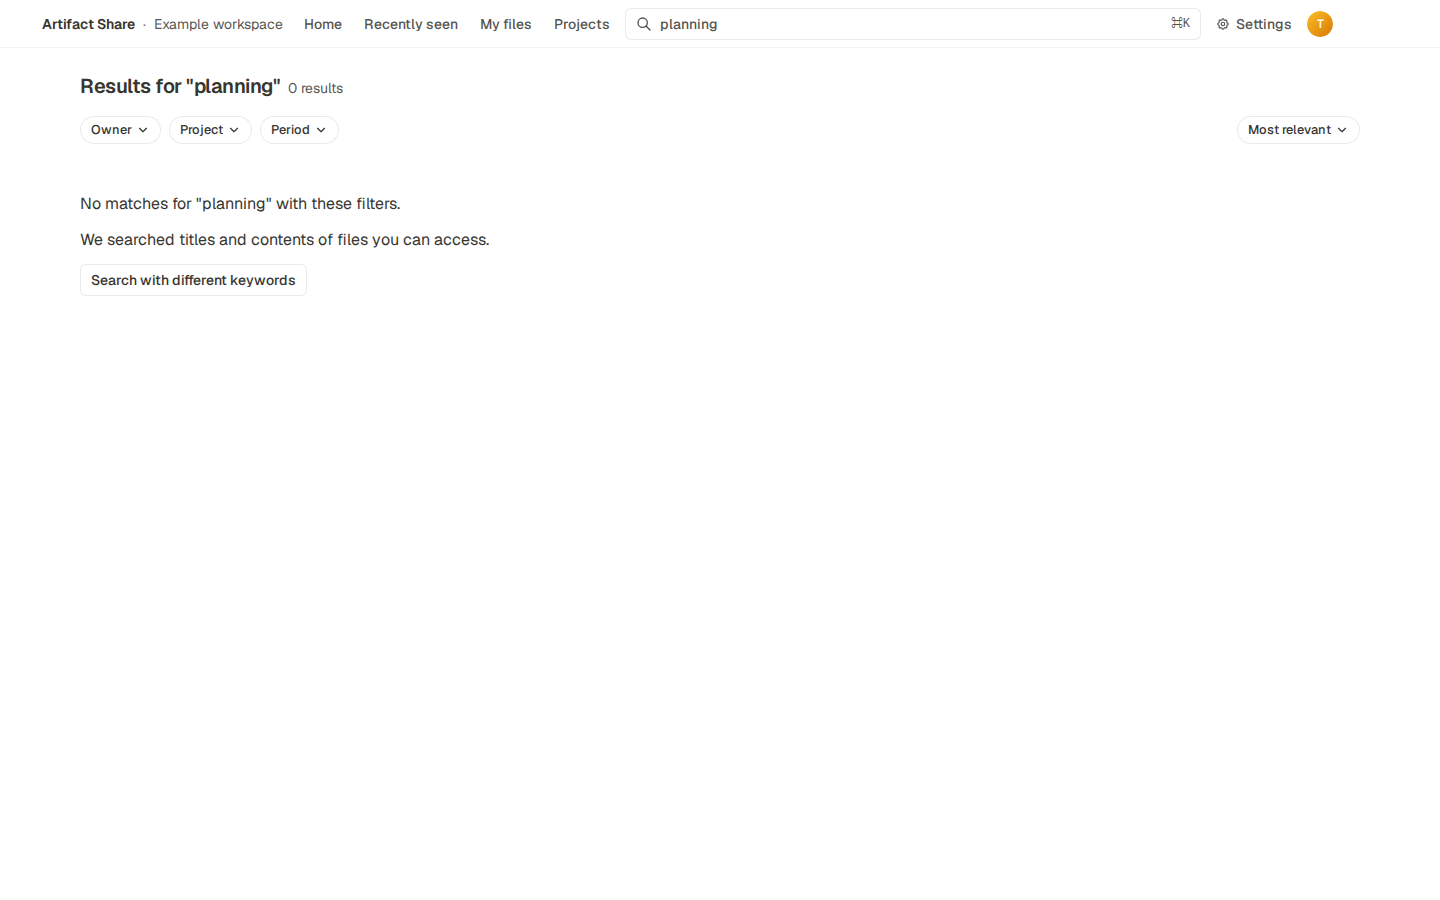 Artifact Share · Example workspace Home Recently seen My files Projects planning ⌘K Settings T
Results for "planning" 0 results
Owner Project Period Most relevant
No matches for "planning" with these filters.
We searched titles and contents of files you can access.
Search with different keywords